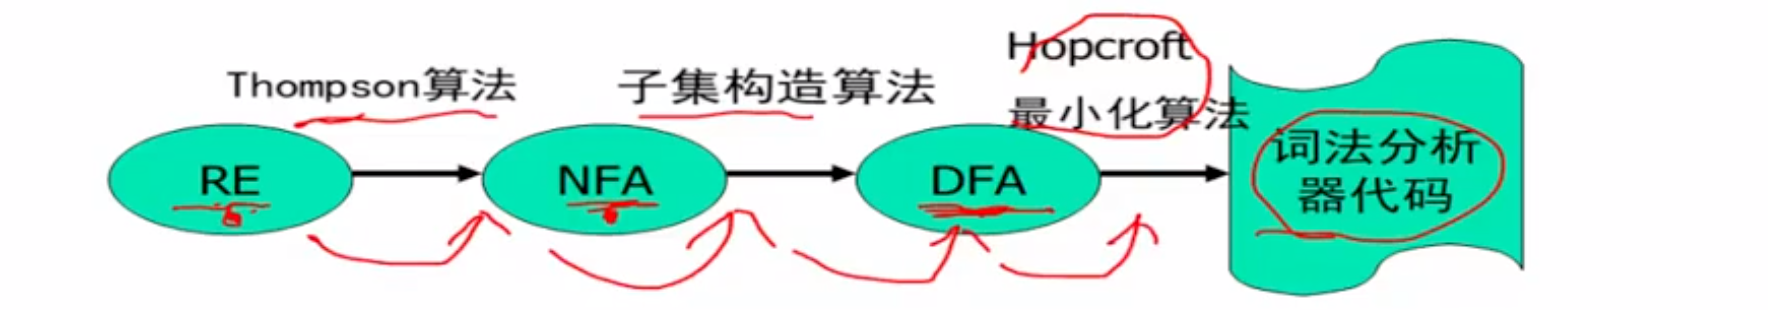 Thompson算法
子集构造算法
Hopcroft
最小化算法
RE
NFA
DFA
词法分析
器代码